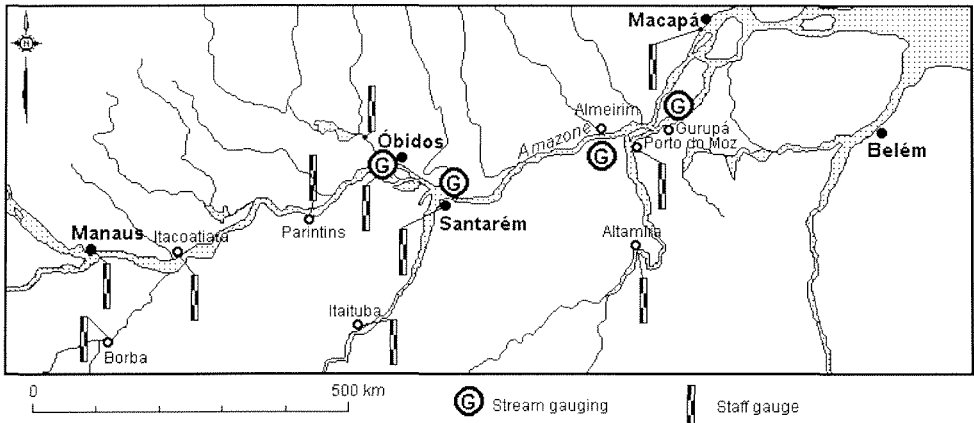 Macapá
N
Almeirim
G
Gurupá
Amazone
Óbidos
G
G
Porto do Moz
Belém
G
Santarém
Manaus
Itacoatiara
Parintins
Altamira
Itaituba
Borba
0
500 km
G Stream gauging
Staff gauge